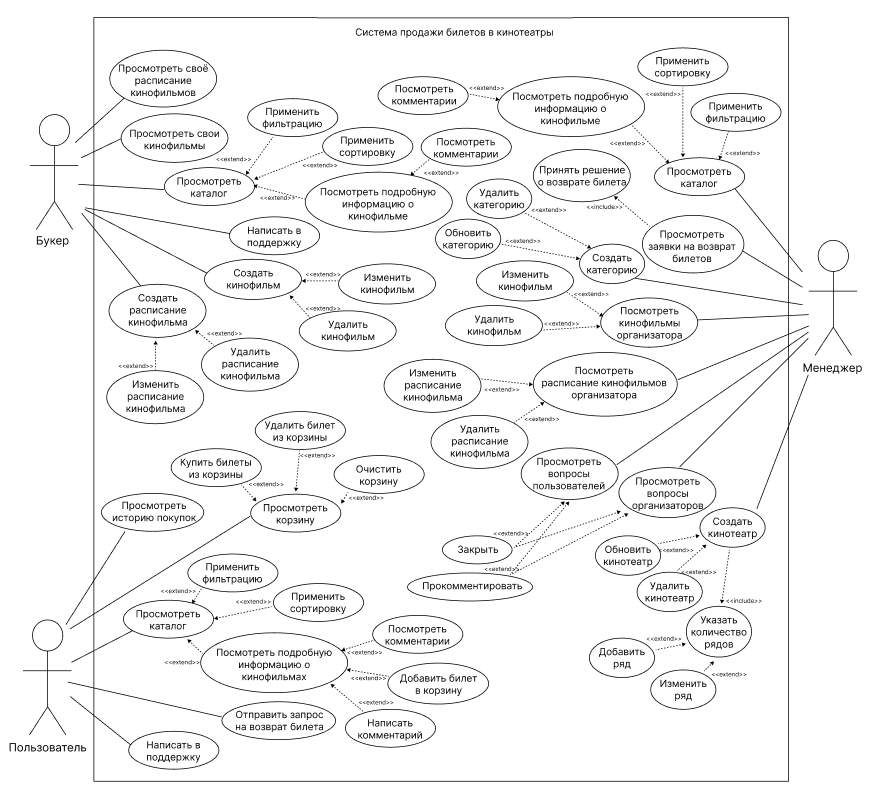 Система продажи билетов в кинотеатры
Просмотреть своё
расписание
кинофильмов
Просмотреть свои
кинофильмы
Применить
фильтрацию
<<extend>>
Применить
сортировку
<<extend>>
Просмотреть
каталог
<<extend>>
Посмотреть
комментарии
<<extend>>
Посмотреть подробную
информацию о
кинофильме
Букер
Написать в
поддержку
Создать
кинофильм
<<extend>>
Изменить
кинофильм
<<extend>>
Удалить
кинофильм
Создать
расписание
кинофильма
<<extend>>
Удалить
расписание
кинофильма
<<extend>>
Изменить
расписание
кинофильма
Посмотреть
комментарии
<<extend>>
Посмотреть подробную
информацию о
кинофильме
<<extend>>
Применить
сортировку
<<extend>>
Применить
фильтрацию
<<extend>>
Просмотреть
каталог
Принять решение
о возврате билета
<<include>>
Просмотреть
заявки на возврат
билетов
Удалить
категорию
<<extend>>
Обновить
категорию
<<extend>>
Создать
категорию
Изменить
кинофильм
<<extend>>
Удалить
кинофильм
<<extend>>
Посмотреть
кинофильмы
организатора
Менеджер
Изменить
расписание
кинофильма
<<extend>>
Посмотреть
расписание кинофильмов
организатора
Удалить
расписание
кинофильма
<<extend>>
Просмотреть
вопросы
пользователей
Просмотреть
вопросы
организаторов
<<extend>>
Закрыть
<<extend>>
Прокомментировать
Создать
кинотеатр
Обновить
кинотеатр
<<extend>>
Удалить
кинотеатр
<<extend>>
<<include>>
Указать
количество
рядов
Добавить
ряд
<<extend>>
Изменить
ряд
<<extend>>
Удалить билет
из корзины
<<extend>>
Купить билеты
из корзины
<<extend>>
Очистить
корзину
<<extend>>
Просмотреть
корзину
Просмотреть
историю покупок
Применить
фильтрацию
<<extend>>
Применить
сортировку
<<extend>>
Просмотреть
каталог
<<extend>>
Посмотреть подробную
информацию о
кинофильмах
Посмотреть
комментарии
<<extend>>
Добавить билет
в корзину
<<extend>>
Написать
комментарий
<<extend>>
Отправить запрос
на возврат билета
Написать в
поддержку
Пользователь